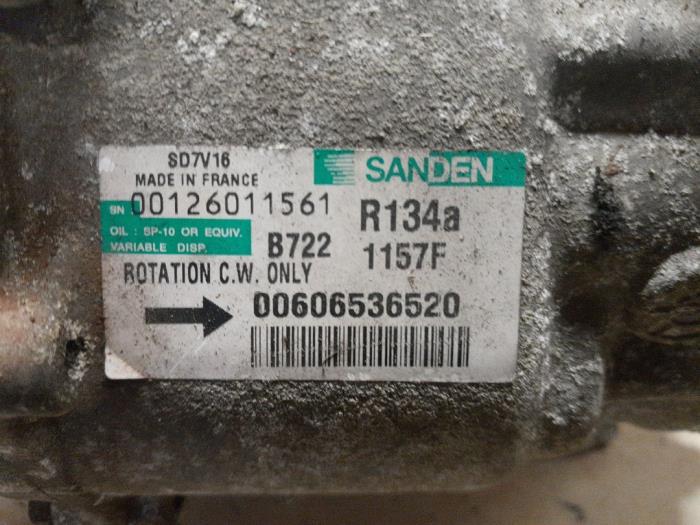 SD7V16
MADE IN FRANCE
SANDEN
SN 00126011561
R134a
OIL : SP-10 OR EQUIV.
VARIABLE DISP.
B722
1157F
ROTATION C.W. ONLY
00606536520